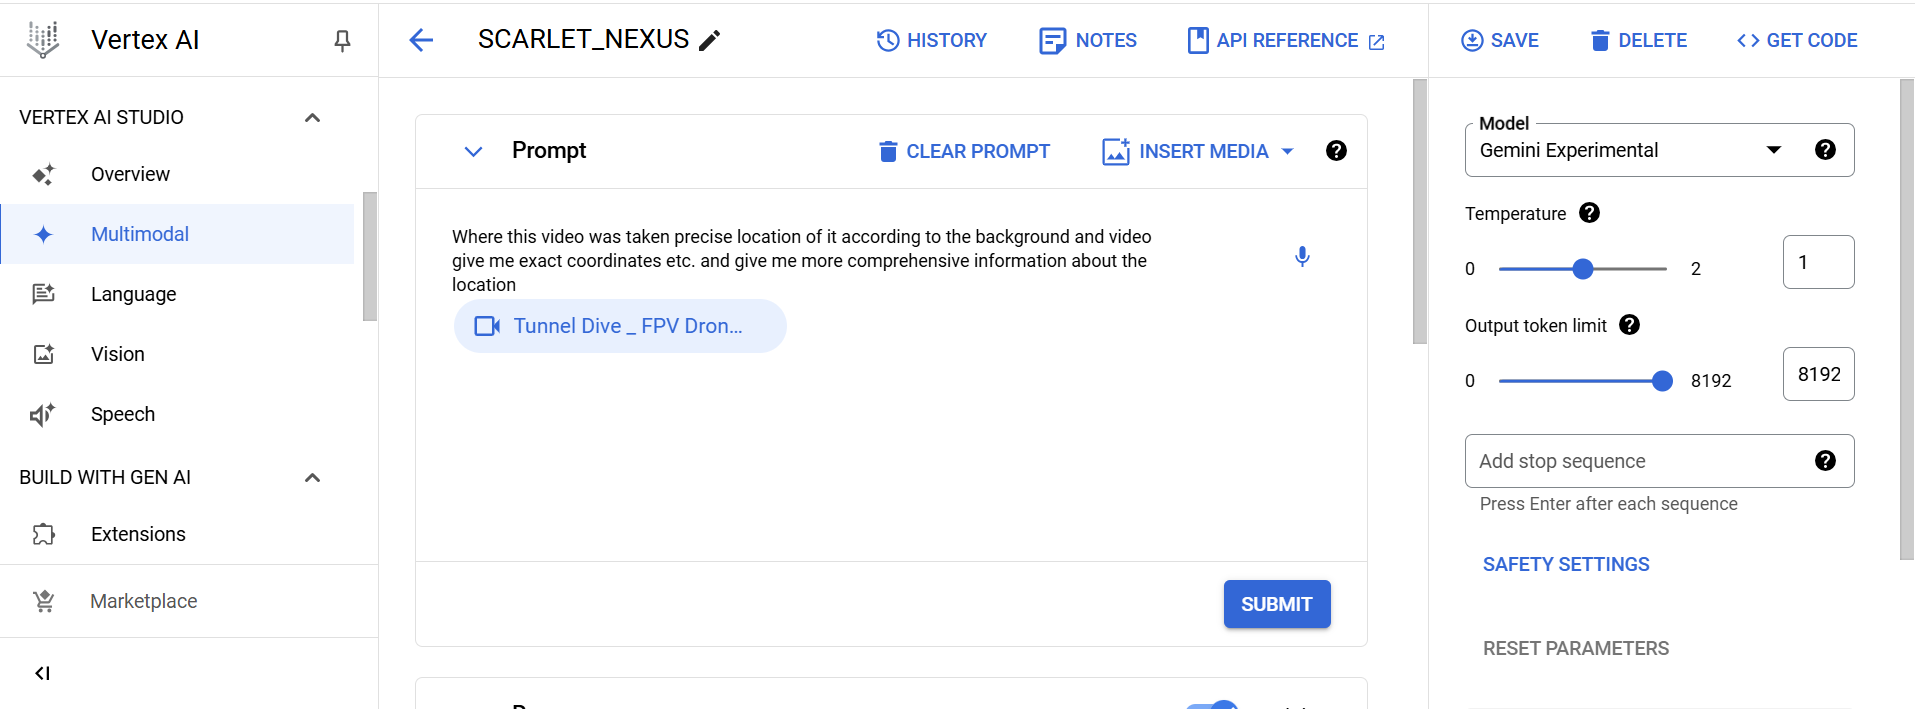 Vertex AI
SCARLET_NEXUS
HISTORY
NOTES
API REFERENCE
SAVE
DELETE
GET CODE
VERTEX AI STUDIO
Overview
Multimodal
Language
Vision
Speech
BUILD WITH GEN AI
Extensions
Marketplace
Prompt
CLEAR PROMPT
INSERT MEDIA
Where this video was taken precise location of it according to the background and video
give me exact coordinates etc. and give me more comprehensive information about the
location
Tunnel Dive _ FPV Dron...
SUBMIT
Model
Gemini Experimental
Temperature
0
2
1
Output token limit
0
8192
8192
Add stop sequence
Press Enter after each sequence
SAFETY SETTINGS
RESET PARAMETERS